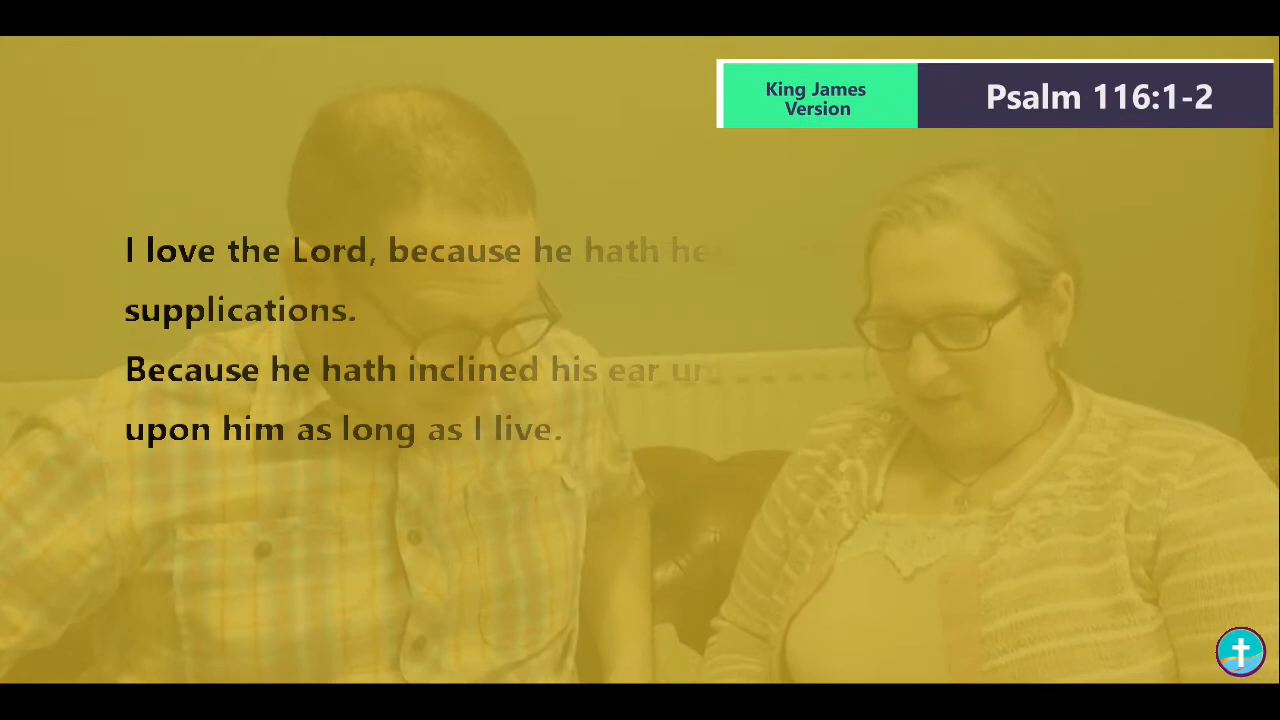 King James
Version
Psalm 116:1-2
I love the Lord, because he hath
supplications.
Because he hath inclined his ear
upon him as long as I live.